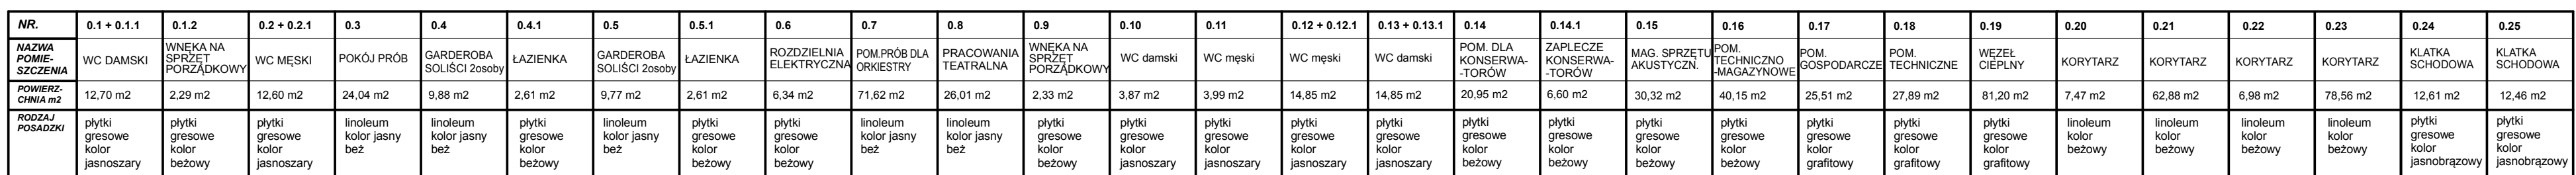 NR. 0.1 + 0.1.1 0.1.2 0.2 + 0.2.1 0.3 0.4 0.4.1 0.5 0.5.1 0.6 0.7 0.8 0.9 0.10 0.11 0.12 + 0.12.1 0.13 + 0.13.1 0.14 0.14.1 0.15 0.16 0.17 0.18 0.19 0.20 0.21 0.22 0.23 0.24 0.25
NAZWA
POMIE-
SZCZENIA
WC DAMSKI
WNĘKA NA
SPRZĘT
PORZĄDKOWY
WC MĘSKI
POKÓJ PRÓB
GARDEROBA
SOLIŚCI 2osoby
ŁAZIENKA
GARDEROBA
SOLIŚCI 2osoby
ŁAZIENKA
ROZDZIELNIA
ELEKTRYCZNA
POM.PRÓB DLA
ORKIESTRY
PRACOWANIA
TEATRALNA
WNĘKA NA
SPRZĘT
PORZĄDKOWY
WC damski
WC męski
WC męski
WC damski
POM. DLA
KONSERWA-
-TORÓW
ZAPLECZE
KONSERWA-
-TORÓW
MAG. SPRZĘTU
AKUSTYCZN.
POM.
TECHNICZNO
-MAGAZYNOWE
POM.
GOSPODARCZE
POM.
TECHNICZNE
WĘZEŁ
CIEPLNY
KORYTARZ
KORYTARZ
KORYTARZ
KORYTARZ
KLATKA
SCHODOWA
KLATKA
SCHODOWA
POWIERZ-
CHNIA m2
12,70 m2 2,29 m2 12,60 m2 24,04 m2 9,88 m2 2,61 m2 9,77 m2 2,61 m2 6,34 m2 71,62 m2 26,01 m2 2,33 m2 3,87 m2 3,99 m2 14,85 m2 14,85 m2 20,95 m2 6,60 m2 30,32 m2 40,15 m2 25,51 m2 27,89 m2 81,20 m2 7,47 m2 62,88 m2 6,98 m2 78,56 m2 12,61 m2 12,46 m2
RODZAJ
POSADZKI
płytki
gresowe
kolor
jasnoszary
płytki
gresowe
kolor
beżowy
płytki
gresowe
kolor
jasnoszary
linoleum
kolor jasny
beż
linoleum
kolor jasny
beż
płytki
gresowe
kolor
beżowy
linoleum
kolor jasny
beż
płytki
gresowe
kolor
beżowy
płytki
gresowe
kolor
beżowy
linoleum
kolor jasny
beż
linoleum
kolor jasny
beż
płytki
gresowe
kolor
beżowy
płytki
gresowe
kolor
jasnoszary
płytki
gresowe
kolor
jasnoszary
płytki
gresowe
kolor
jasnoszary
płytki
gresowe
kolor
jasnoszary
płytki
gresowe
kolor
beżowy
płytki
gresowe
kolor
beżowy
płytki
gresowe
kolor
beżowy
płytki
gresowe
kolor
beżowy
płytki
gresowe
kolor
grafitowy
płytki
gresowe
kolor
grafitowy
płytki
gresowe
kolor
grafitowy
linoleum
kolor
beżowy
linoleum
kolor
beżowy
linoleum
kolor
beżowy
linoleum
kolor
beżowy
płytki
gresowe
kolor
jasnobrązowy
płytki
gresowe
kolor
jasnobrązowy